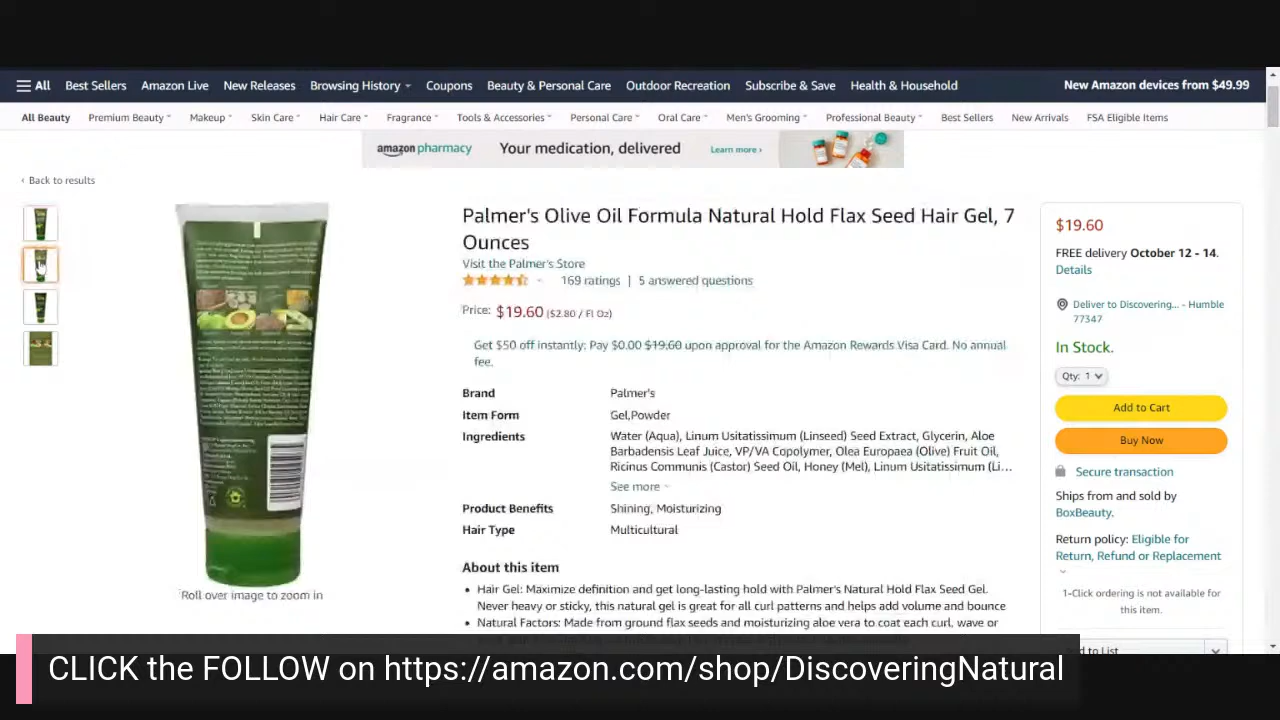 All Best Sellers Amazon Live New Releases Browsing History Coupons Beauty & Personal Care Outdoor Recreation Subscribe & Save Health & Household New Amazon devices from $49.99
All Beauty Premium Beauty Makeup Skin Care Hair Care Fragrance Tools & Accessories Personal Care Oral Care Men's Grooming Professional Beauty Best Sellers New Arrivals FSA Eligible Items
amazon pharmacy Your medication, delivered Learn more ›
‹ Back to results
Palmer's Olive Oil Formula Natural Hold Flax Seed Hair Gel, 7
Ounces
Visit the Palmer's Store
169 ratings | 5 answered questions
Price: $19.60 ($2.80 / Fl Oz)
Get $50 off instantly: Pay $0.00 $19.60 upon approval for the Amazon Rewards Visa Card. No annual
fee.
Brand Palmer's
Item Form Gel,Powder
Ingredients Water (Aqua), Linum Usitatissimum (Linseed) Seed Extract, Glycerin, Aloe
Barbadensis Leaf Juice, VP/VA Copolymer, Olea Europaea (Olive) Fruit Oil,
Ricinus Communis (Castor) Seed Oil, Honey (Mel), Linum Usitatissimum (Li…
See more
Product Benefits Shining, Moisturizing
Hair Type Multicultural
About this item
• Hair Gel: Maximize definition and get long-lasting hold with Palmer's Natural Hold Flax Seed Gel.
Never heavy or sticky, this natural gel is great for all curl patterns and helps add volume and bounce
• Natural Factors: Made from ground flax seeds and moisturizing aloe vera to coat each curl, wave or
Roll over image to zoom in
$19.60
FREE delivery October 12 - 14.
Details
Deliver to Discovering... - Humble
77347
In Stock.
Qty: 1
Add to Cart
Buy Now
Secure transaction
Ships from and sold by
BoxBeauty.
Return policy: Eligible for
Return, Refund or Replacement
1-Click ordering is not available for
this item.
to List
CLICK the FOLLOW on https://amazon.com/shop/DiscoveringNatural